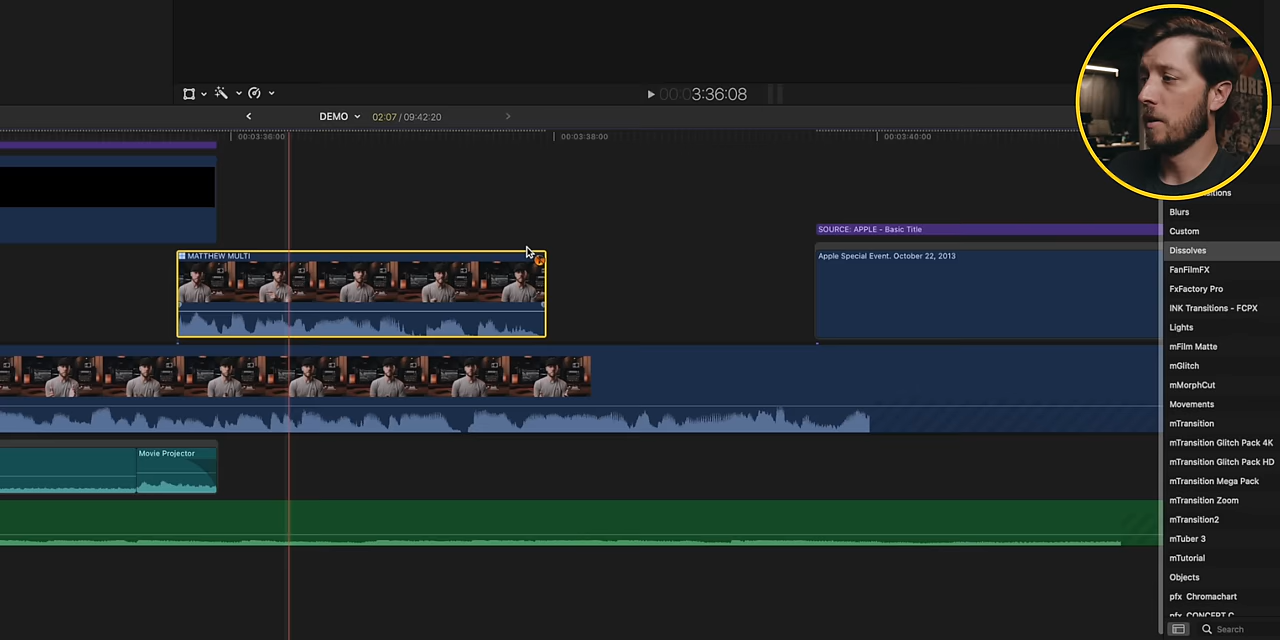 00:03:36:08
DEMO
02:07 / 09:42:20
00:03:36:00
00:03:38:00
00:03:40:00
SOURCE: APPLE - Basic Title
MATTHEW MULTI
Apple Special Event. October 22, 2013
Movie Projector
Blurs
Custom
Dissolves
FanFilmFX
FxFactory Pro
INK Transitions - FCPX
Lights
mFilm Matte
mGlitch
mMorphCut
Movements
mTransition
mTransition Glitch Pack 4K
mTransition Glitch Pack HD
mTransition Mega Pack
mTransition Zoom
mTransition2
mTuber 3
mTutorial
Objects
pfx Chromachart
pfx CONCEPT C
Search